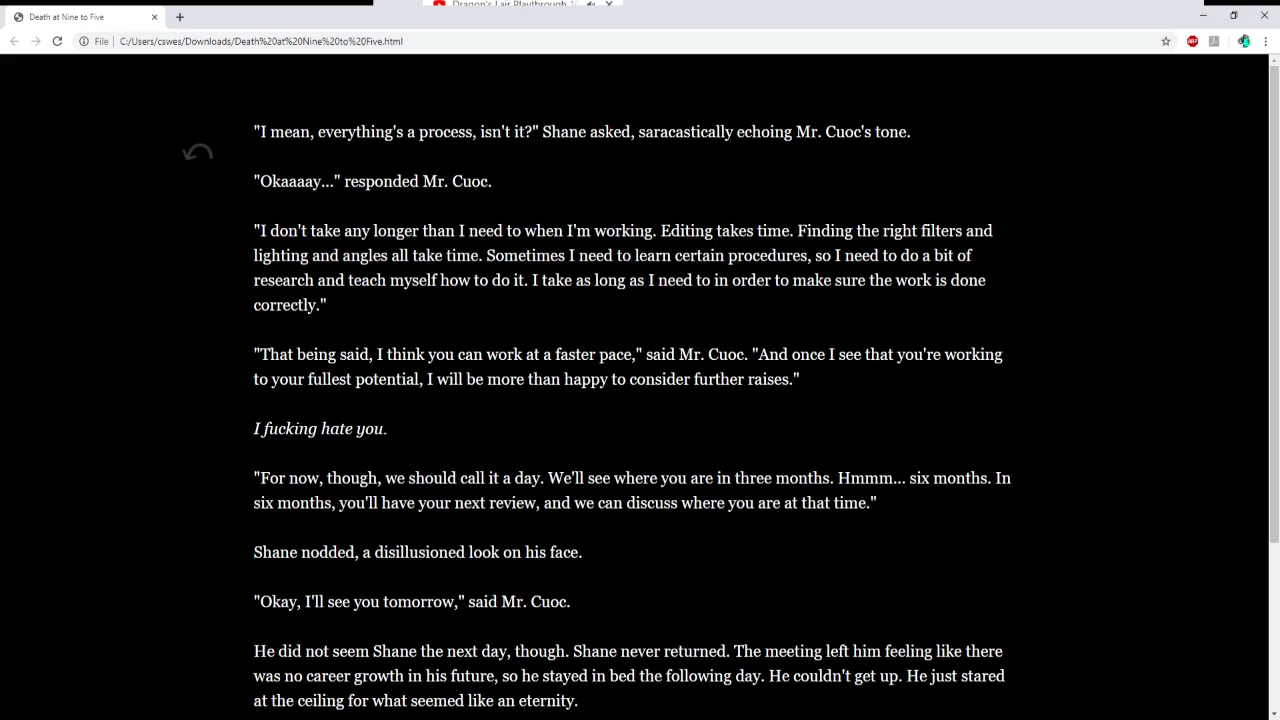 Dragon's Lair Playthrough
Death at Nine to Five
File C:/Users/cswes/Downloads/Death%20at%20Nine%20to%20Five.html
ABP
"I mean, everything's a process, isn't it?" Shane asked, saracastically echoing Mr. Cuoc's tone.
"Okaaaay..." responded Mr. Cuoc.
"I don't take any longer than I need to when I'm working. Editing takes time. Finding the right filters and
lighting and angles all take time. Sometimes I need to learn certain procedures, so I need to do a bit of
research and teach myself how to do it. I take as long as I need to in order to make sure the work is done
correctly."
"That being said, I think you can work at a faster pace," said Mr. Cuoc. "And once I see that you're working
to your fullest potential, I will be more than happy to consider further raises."
I fucking hate you.
"For now, though, we should call it a day. We'll see where you are in three months. Hmmm... six months. In
six months, you'll have your next review, and we can discuss where you are at that time."
Shane nodded, a disillusioned look on his face.
"Okay, I'll see you tomorrow," said Mr. Cuoc.
He did not seem Shane the next day, though. Shane never returned. The meeting left him feeling like there
was no career growth in his future, so he stayed in bed the following day. He couldn't get up. He just stared
at the ceiling for what seemed like an eternity.